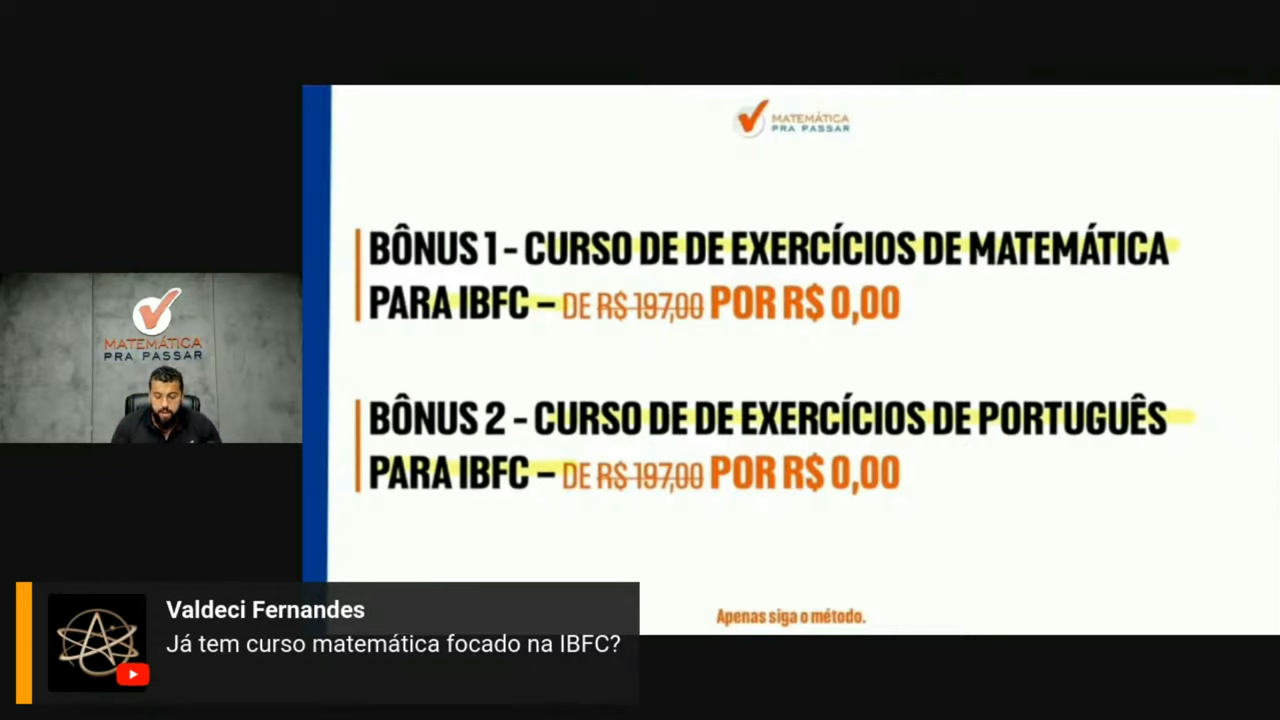 MATEMÁTICA
PRA PASSAR
BÔNUS 1 - CURSO DE DE EXERCÍCIOS DE MATEMÁTICA
PARA IBFC – DE R$ 197,00 POR R$ 0,00
BÔNUS 2 - CURSO DE DE EXERCÍCIOS DE PORTUGUÊS
PARA IBFC – DE R$ 197,00 POR R$ 0,00
Apenas siga o método.
MATEMÁTICA
PRA PASSAR
Valdeci Fernandes
Já tem curso matemática focado na IBFC?